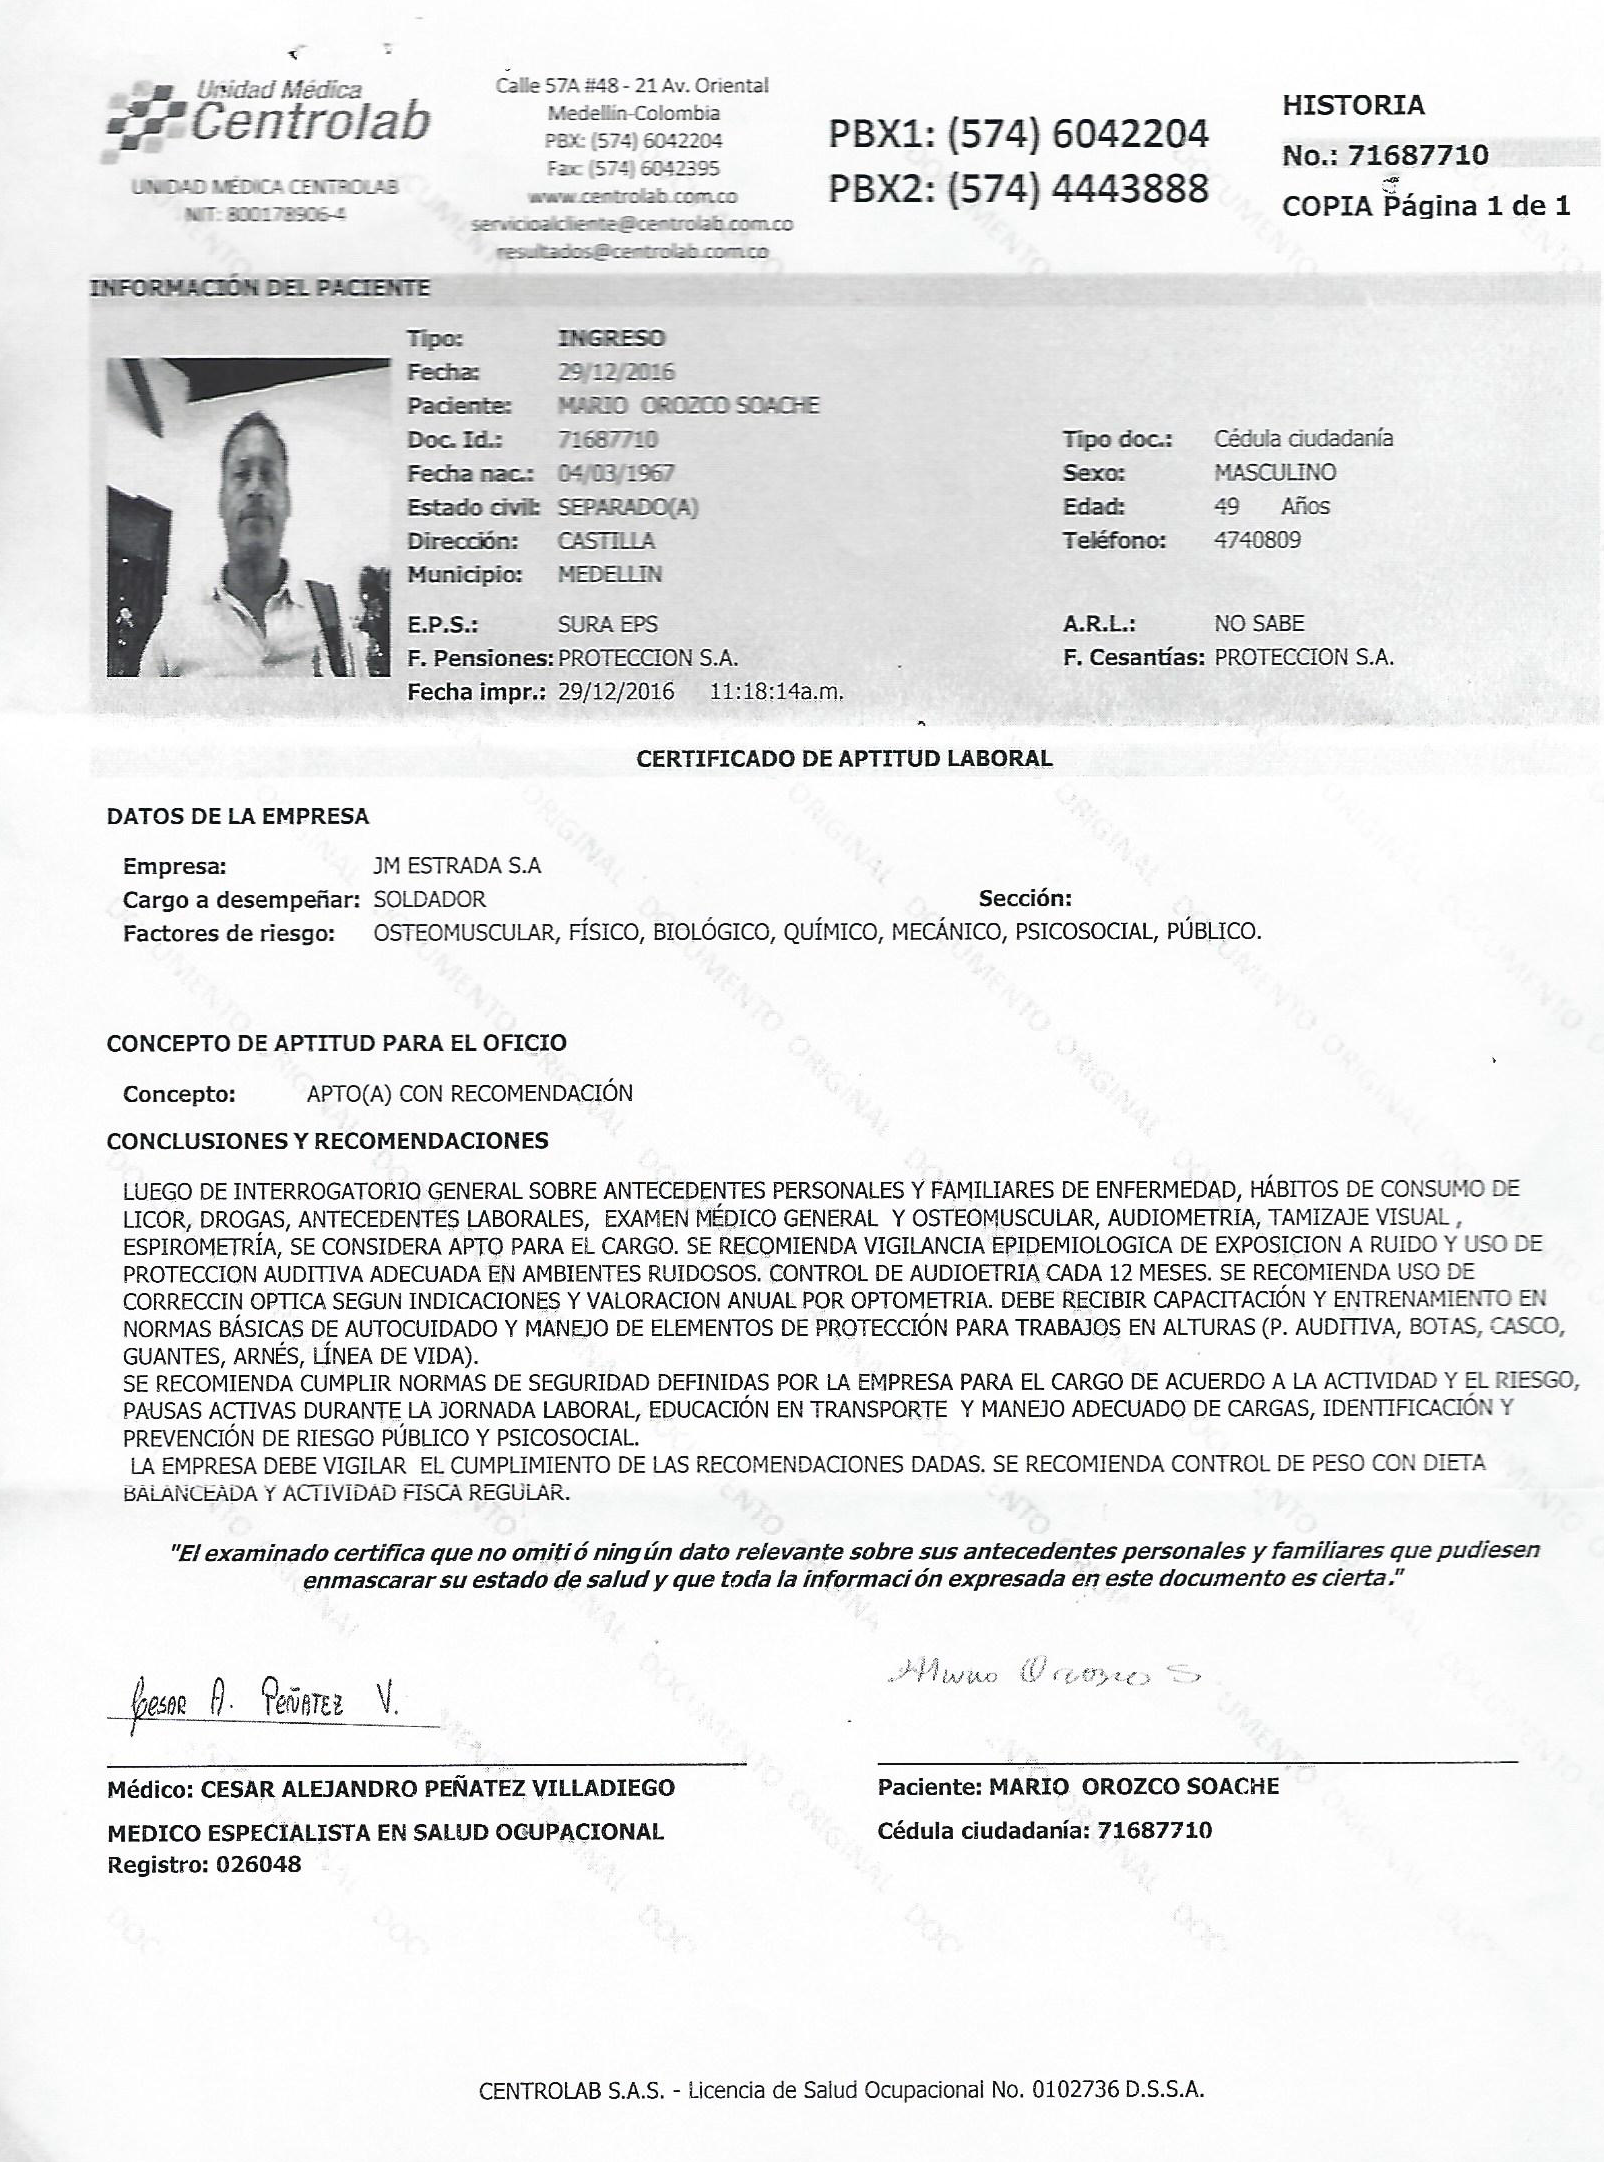 Unidad Médica
Centrolab
UNIDAD MÉDICA CENTROLAB
NIT: 800178906-4
Calle 57A #48 - 21 Av. Oriental
Medellín-Colombia
PBX: (574) 6042204
Fax: (574) 6042395
www.centrolab.com.co
servicioalcliente@centrolab.com.co
resultados@centrolab.com.co
PBX1: (574) 6042204
PBX2: (574) 4443888
HISTORIA
No.: 71687710
COPIA Página 1 de 1
INFORMACIÓN DEL PACIENTE
Tipo: INGRESO
Fecha: 29/12/2016
Paciente: MARIO OROZCO SOACHE
Doc. Id.: 71687710 Tipo doc.: Cédula ciudadanía
Fecha nac.: 04/03/1967 Sexo: MASCULINO
Estado civil: SEPARADO(A) Edad: 49 Años
Dirección: CASTILLA Teléfono: 4740809
Municipio: MEDELLIN
E.P.S.: SURA EPS A.R.L.: NO SABE
F. Pensiones: PROTECCION S.A. F. Cesantías: PROTECCION S.A.
Fecha impr.: 29/12/2016 11:18:14a.m.
CERTIFICADO DE APTITUD LABORAL
DATOS DE LA EMPRESA
Empresa: JM ESTRADA S.A
Cargo a desempeñar: SOLDADOR Sección:
Factores de riesgo: OSTEOMUSCULAR, FÍSICO, BIOLÓGICO, QUÍMICO, MECÁNICO, PSICOSOCIAL, PÚBLICO.
CONCEPTO DE APTITUD PARA EL OFICIO
Concepto: APTO(A) CON RECOMENDACIÓN
CONCLUSIONES Y RECOMENDACIONES
LUEGO DE INTERROGATORIO GENERAL SOBRE ANTECEDENTES PERSONALES Y FAMILIARES DE ENFERMEDAD, HÁBITOS DE CONSUMO DE
LICOR, DROGAS, ANTECEDENTES LABORALES, EXAMEN MÉDICO GENERAL Y OSTEOMUSCULAR, AUDIOMETRIA, TAMIZAJE VISUAL ,
ESPIROMETRÍA, SE CONSIDERA APTO PARA EL CARGO. SE RECOMIENDA VIGILANCIA EPIDEMIOLOGICA DE EXPOSICION A RUIDO Y USO DE
PROTECCION AUDITIVA ADECUADA EN AMBIENTES RUIDOSOS. CONTROL DE AUDIOETRIA CADA 12 MESES. SE RECOMIENDA USO DE
CORRECCIN OPTICA SEGUN INDICACIONES Y VALORACION ANUAL POR OPTOMETRIA. DEBE RECIBIR CAPACITACIÓN Y ENTRENAMIENTO EN
NORMAS BÁSICAS DE AUTOCUIDADO Y MANEJO DE ELEMENTOS DE PROTECCIÓN PARA TRABAJOS EN ALTURAS (P. AUDITIVA, BOTAS, CASCO,
GUANTES, ARNÉS, LÍNEA DE VIDA).
SE RECOMIENDA CUMPLIR NORMAS DE SEGURIDAD DEFINIDAS POR LA EMPRESA PARA EL CARGO DE ACUERDO A LA ACTIVIDAD Y EL RIESGO,
PAUSAS ACTIVAS DURANTE LA JORNADA LABORAL, EDUCACIÓN EN TRANSPORTE Y MANEJO ADECUADO DE CARGAS, IDENTIFICACIÓN Y
PREVENCIÓN DE RIESGO PÚBLICO Y PSICOSOCIAL.
LA EMPRESA DEBE VIGILAR EL CUMPLIMIENTO DE LAS RECOMENDACIONES DADAS. SE RECOMIENDA CONTROL DE PESO CON DIETA
BALANCEADA Y ACTIVIDAD FISCA REGULAR.
"El examinado certifica que no omitió ningún dato relevante sobre sus antecedentes personales y familiares que pudiesen
enmascarar su estado de salud y que toda la información expresada en este documento es cierta."
Cesar A. Peñatez V.
Mario Orozco S
Médico: CESAR ALEJANDRO PEÑATEZ VILLADIEGO
MEDICO ESPECIALISTA EN SALUD OCUPACIONAL
Registro: 026048
Paciente: MARIO OROZCO SOACHE
Cédula ciudadanía: 71687710
CENTROLAB S.A.S. - Licencia de Salud Ocupacional No. 0102736 D.S.S.A.
DOCUMENTO ORIGINAL